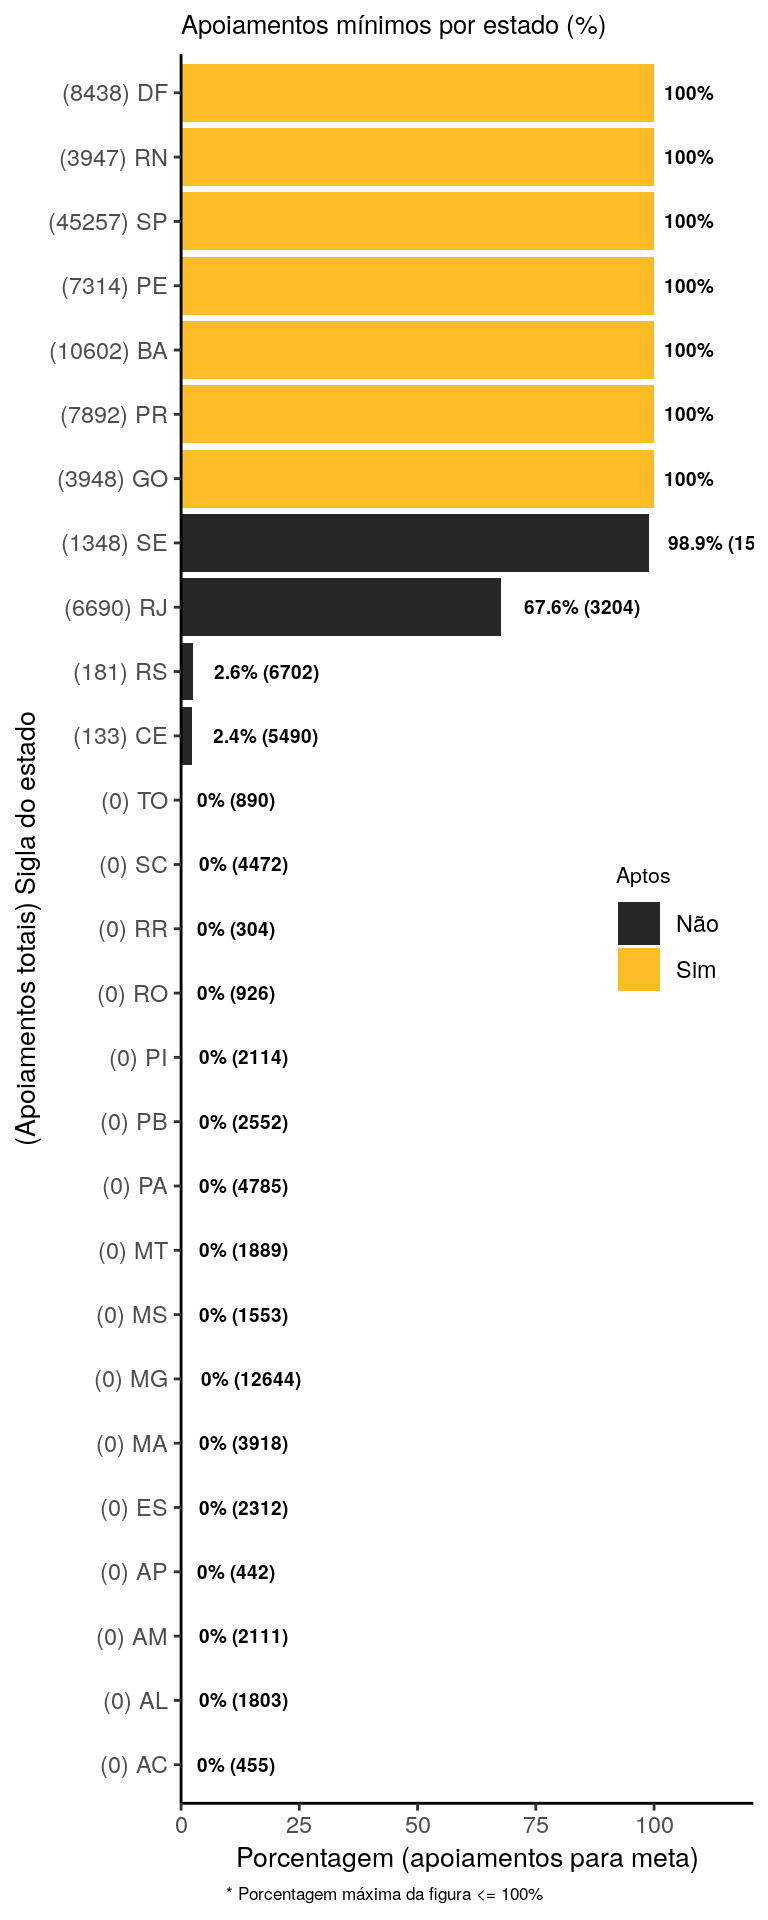 Apoiamentos mínimos por estado (%)
(8438) DF 100%
(3947) RN 100%
(45257) SP 100%
(7314) PE 100%
(10602) BA 100%
(7892) PR 100%
(3948) GO 100%
(1348) SE 98.9% (15
(6690) RJ 67.6% (3204)
(181) RS 2.6% (6702)
(133) CE 2.4% (5490)
(0) TO 0% (890)
(0) SC 0% (4472)
(0) RR 0% (304)
(0) RO 0% (926)
(0) PI 0% (2114)
(0) PB 0% (2552)
(0) PA 0% (4785)
(0) MT 0% (1889)
(0) MS 0% (1553)
(0) MG 0% (12644)
(0) MA 0% (3918)
(0) ES 0% (2312)
(0) AP 0% (442)
(0) AM 0% (2111)
(0) AL 0% (1803)
(0) AC 0% (455)
(Apoiamentos totais) Sigla do estado
Aptos
Não
Sim
0 25 50 75 100
Porcentagem (apoiamentos para meta)
* Porcentagem máxima da figura <= 100%